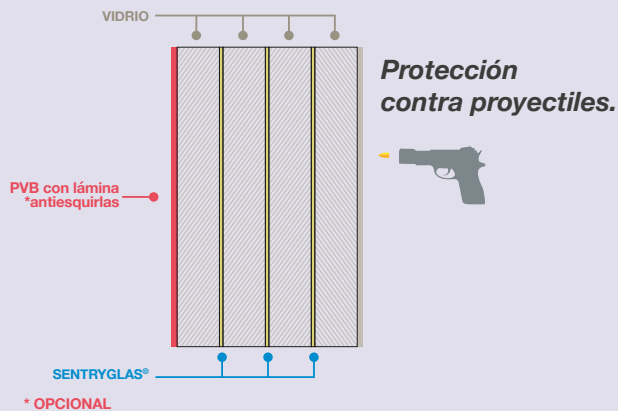 VIDRIO
Protección
contra proyectiles.
PVB con lámina
*antiesquirlas
SENTRYGLAS®
* OPCIONAL